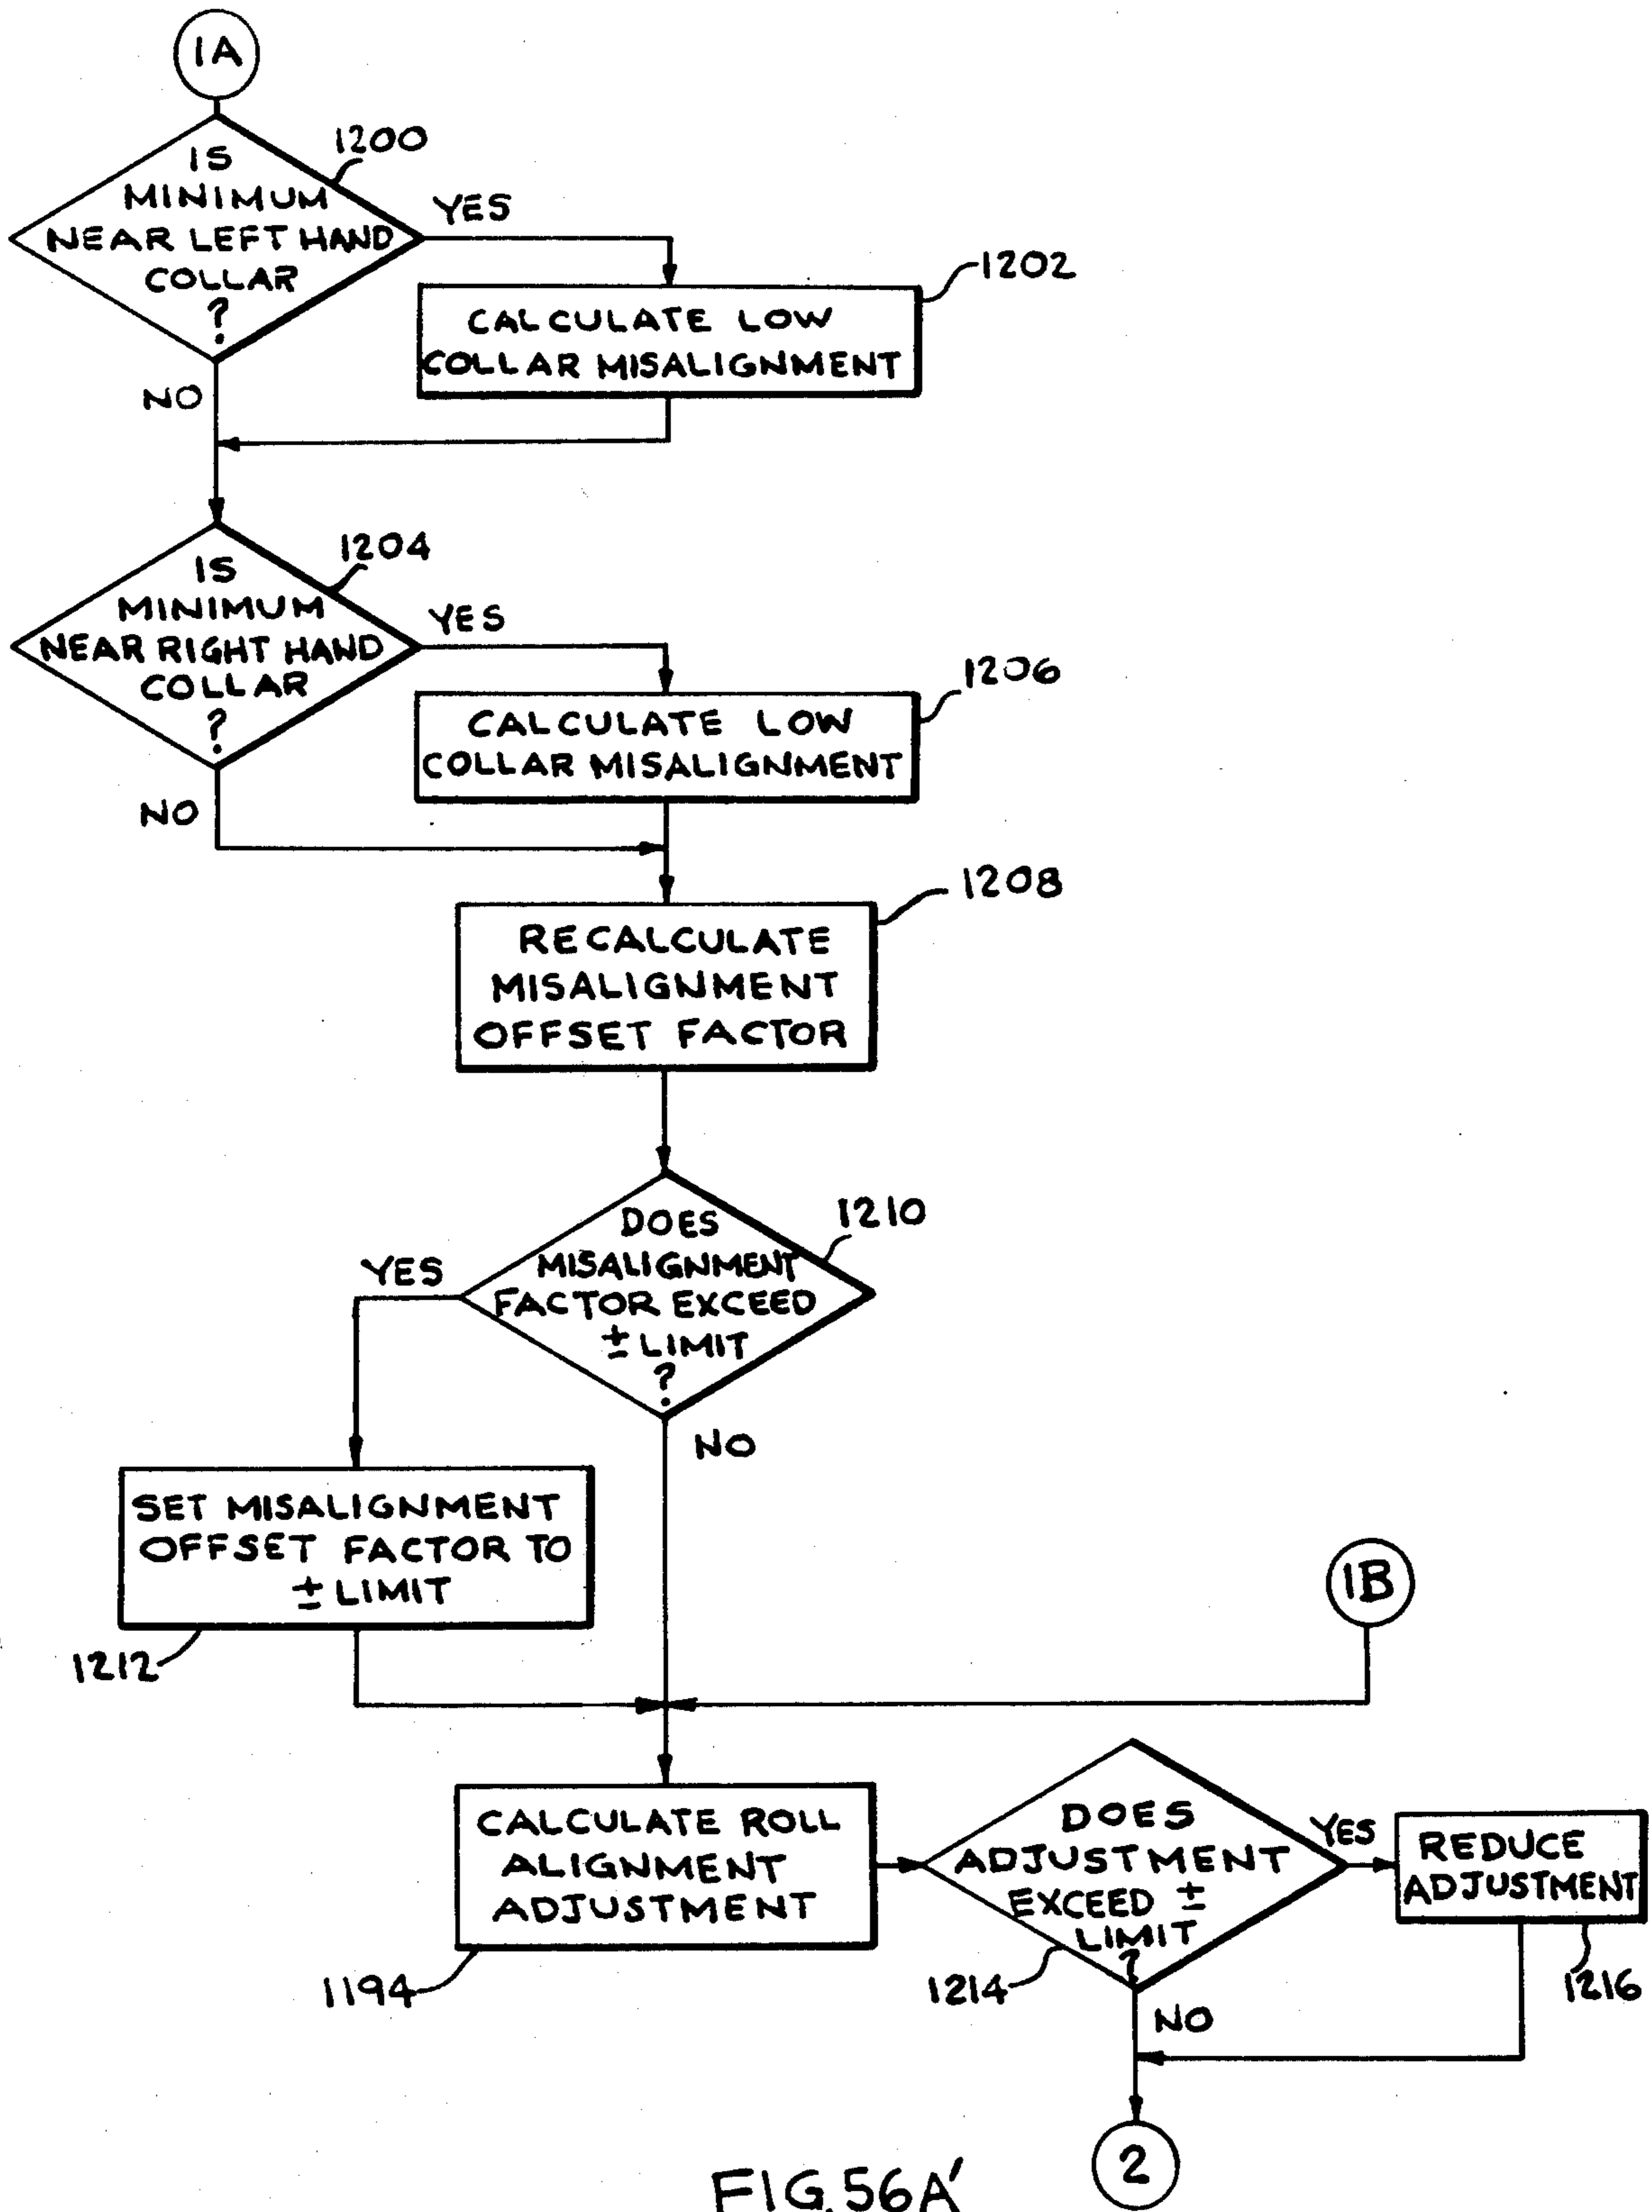 1A
1200
IS
MINIMUM
NEAR LEFT HAND
COLLAR
?
YES
1202
CALCULATE LOW
COLLAR MISALIGNMENT
NO
1204
IS
MINIMUM
NEAR RIGHT HAND
COLLAR
?
YES
1206
CALCULATE LOW
COLLAR MISALIGNMENT
NO
1208
RECALCULATE
MISALIGNMENT
OFFSET FACTOR
1210
DOES
MISALIGNMENT
FACTOR EXCEED
± LIMIT
?
YES
NO
SET MISALIGNMENT
OFFSET FACTOR TO
± LIMIT
1212
1B
CALCULATE ROLL
ALIGNMENT
ADJUSTMENT
1194
DOES
ADJUSTMENT
EXCEED ±
LIMIT
?
1214
YES
REDUCE
ADJUSTMENT
1216
NO
2
FIG. 56A'